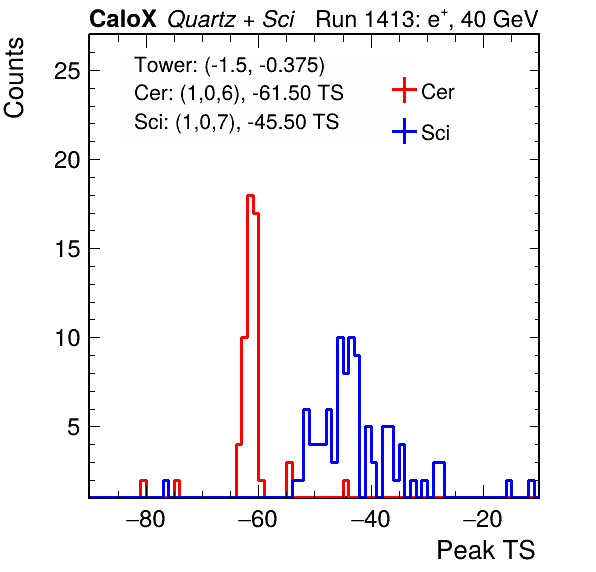 CaloX Quartz + Sci Run 1413: e⁺, 40 GeV
Counts
Tower: (-1.5, -0.375)
Cer: (1,0,6), -61.50 TS
Sci: (1,0,7), -45.50 TS
Cer
Sci
25
20
15
10
5
−80 −60 −40 −20
Peak TS